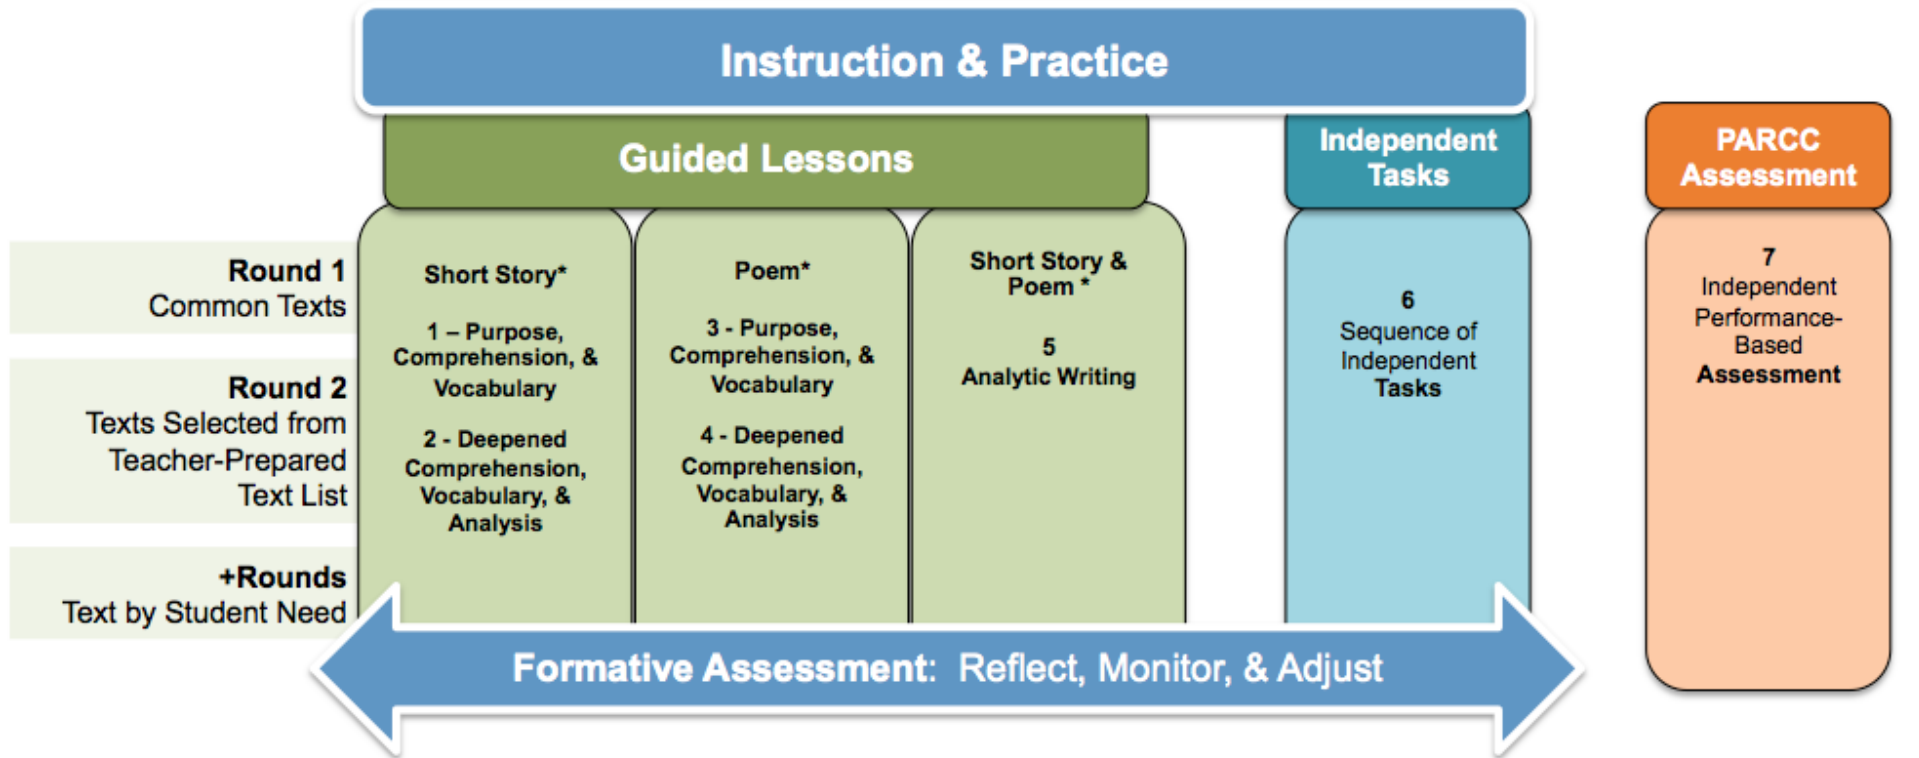 Instruction & Practice
Guided Lessons
Independent
Tasks
PARCC
Assessment
Round 1
Common Texts
Round 2
Texts Selected from
Teacher-Prepared
Text List
+Rounds
Text by Student Need
Short Story*
1 – Purpose,
Comprehension, &
Vocabulary
2 - Deepened
Comprehension,
Vocabulary, &
Analysis
Poem*
3 - Purpose,
Comprehension, &
Vocabulary
4 - Deepened
Comprehension,
Vocabulary, &
Analysis
Short Story &
Poem *
5
Analytic Writing
6
Sequence of
Independent
Tasks
7
Independent
Performance-
Based
Assessment
Formative Assessment: Reflect, Monitor, & Adjust